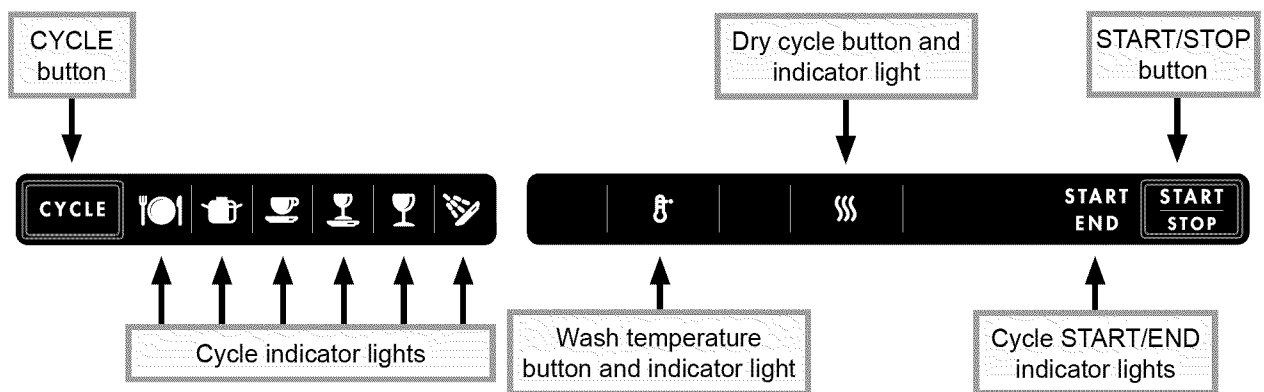 CYCLE
button
Dry cycle button and
indicator light
START/STOP
button
CYCLE
START
END
START
STOP
Cycle indicator lights
Wash temperature
button and indicator light
Cycle START/END
indicator lights